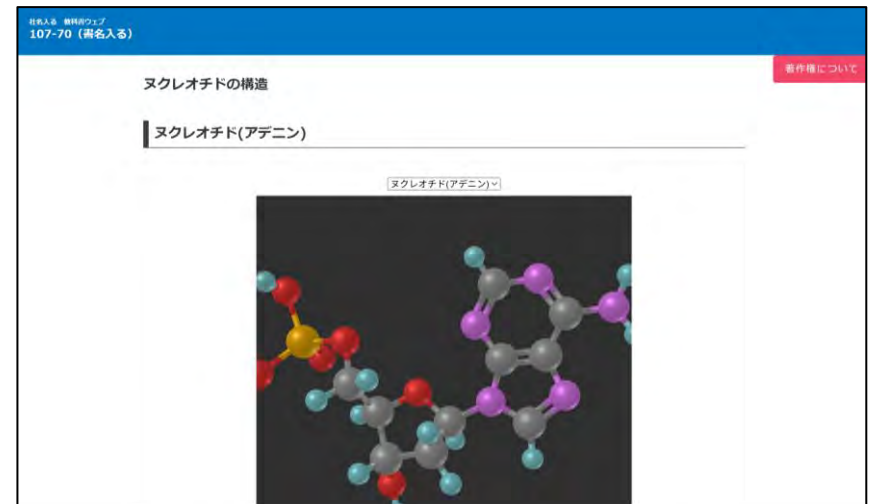 社名入る 教科書ウェブ
107-70（書名入る）
著作権について
ヌクレオチドの構造
ヌクレオチド(アデニン)
ヌクレオチド(アデニン)